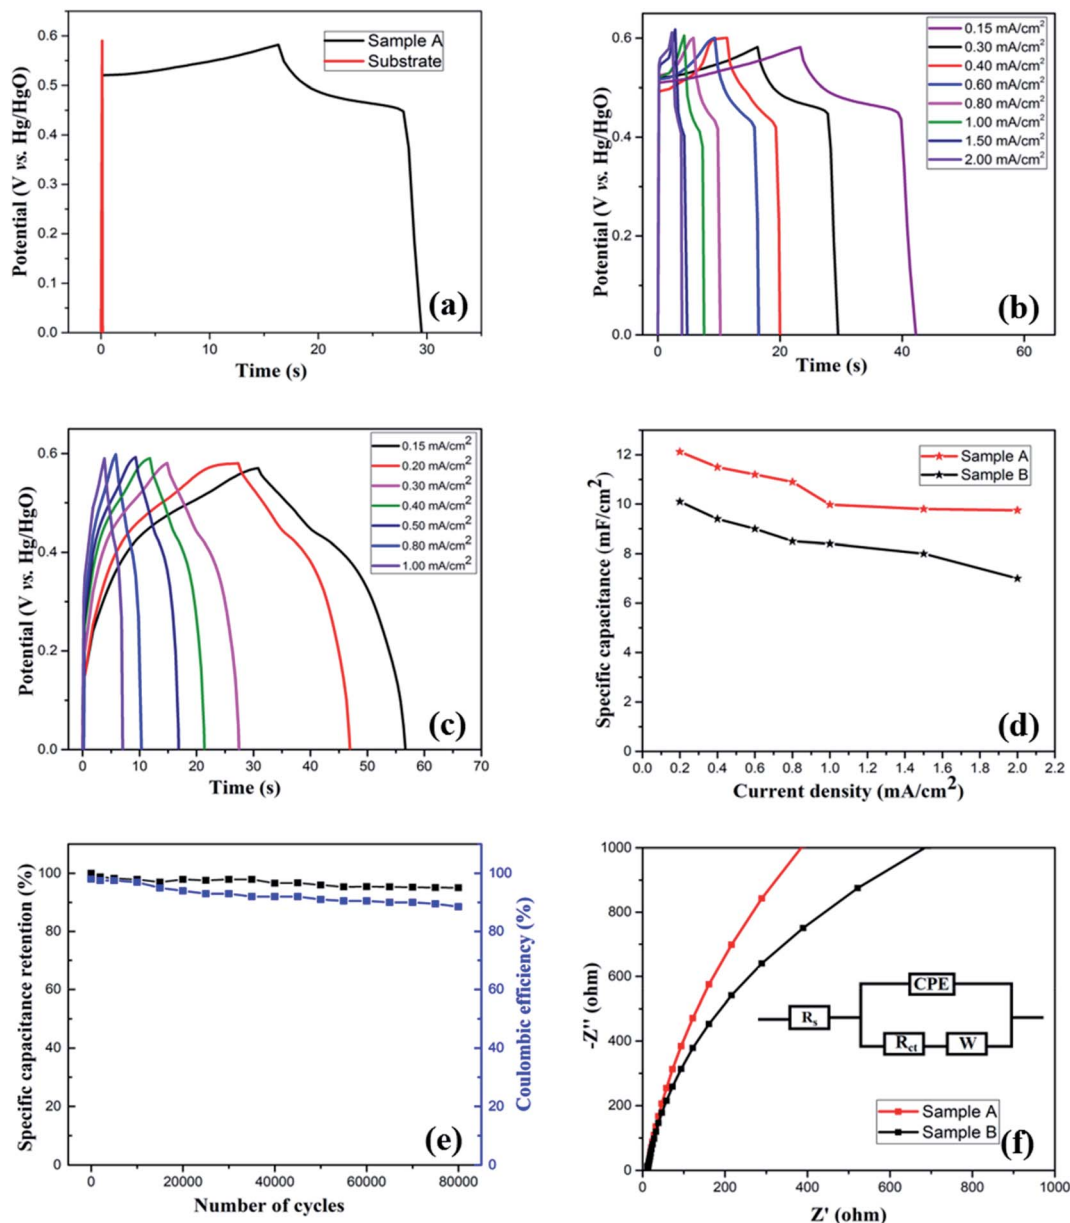 0.6
0.5
0.4
0.3
0.2
0.1
0.0
Potential (V vs. Hg/HgO)
Sample A
Substrate
(a)
0 10 20 30
Time (s)
0.6
0.4
0.2
0.0
Potential (V vs. Hg/HgO)
0.15 mA/cm²
0.30 mA/cm²
0.40 mA/cm²
0.60 mA/cm²
0.80 mA/cm²
1.00 mA/cm²
1.50 mA/cm²
2.00 mA/cm²
(b)
0 20 40 60
Time (s)
0.6
0.4
0.2
0.0
Potential (V vs. Hg/HgO)
0.15 mA/cm²
0.20 mA/cm²
0.30 mA/cm²
0.40 mA/cm²
0.50 mA/cm²
0.80 mA/cm²
1.00 mA/cm²
(c)
0 10 20 30 40 50 60 70
Time (s)
12
10
8
6
4
2
0
Specific capacitance (mF/cm²)
Sample A
Sample B
(d)
0.0 0.2 0.4 0.6 0.8 1.0 1.2 1.4 1.6 1.8 2.0 2.2
Current density (mA/cm²)
100
80
60
40
20
0
Specific capacitance retention (%)
100
80
60
40
20
0
Coulombic efficiency (%)
(e)
0 20000 40000 60000 80000
Number of cycles
1000
800
600
400
200
0
-Z'' (ohm)
CPE
Rs
Rct W
Sample A
Sample B
(f)
0 200 400 600 800 1000
Z' (ohm)